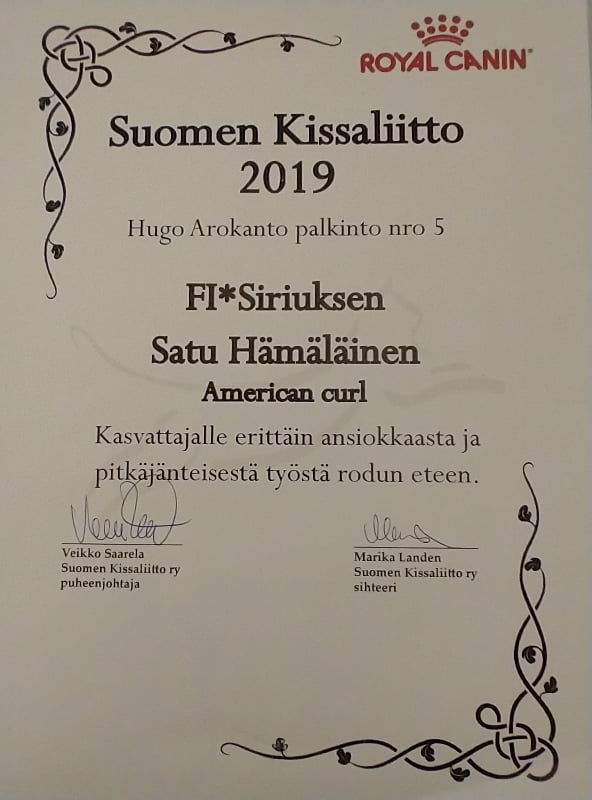 ROYAL CANIN
Suomen Kissaliitto
2019
Hugo Arokanto palkinto nro 5
FI*Siriuksen
Satu Hämäläinen
American curl
Kasvattajalle erittäin ansiokkaasta ja
pitkäjänteisestä työstä rodun eteen.
Veikko Saarela
Suomen Kissaliitto ry
puheenjohtaja
Marika Landen
Suomen Kissaliitto ry
sihteeri